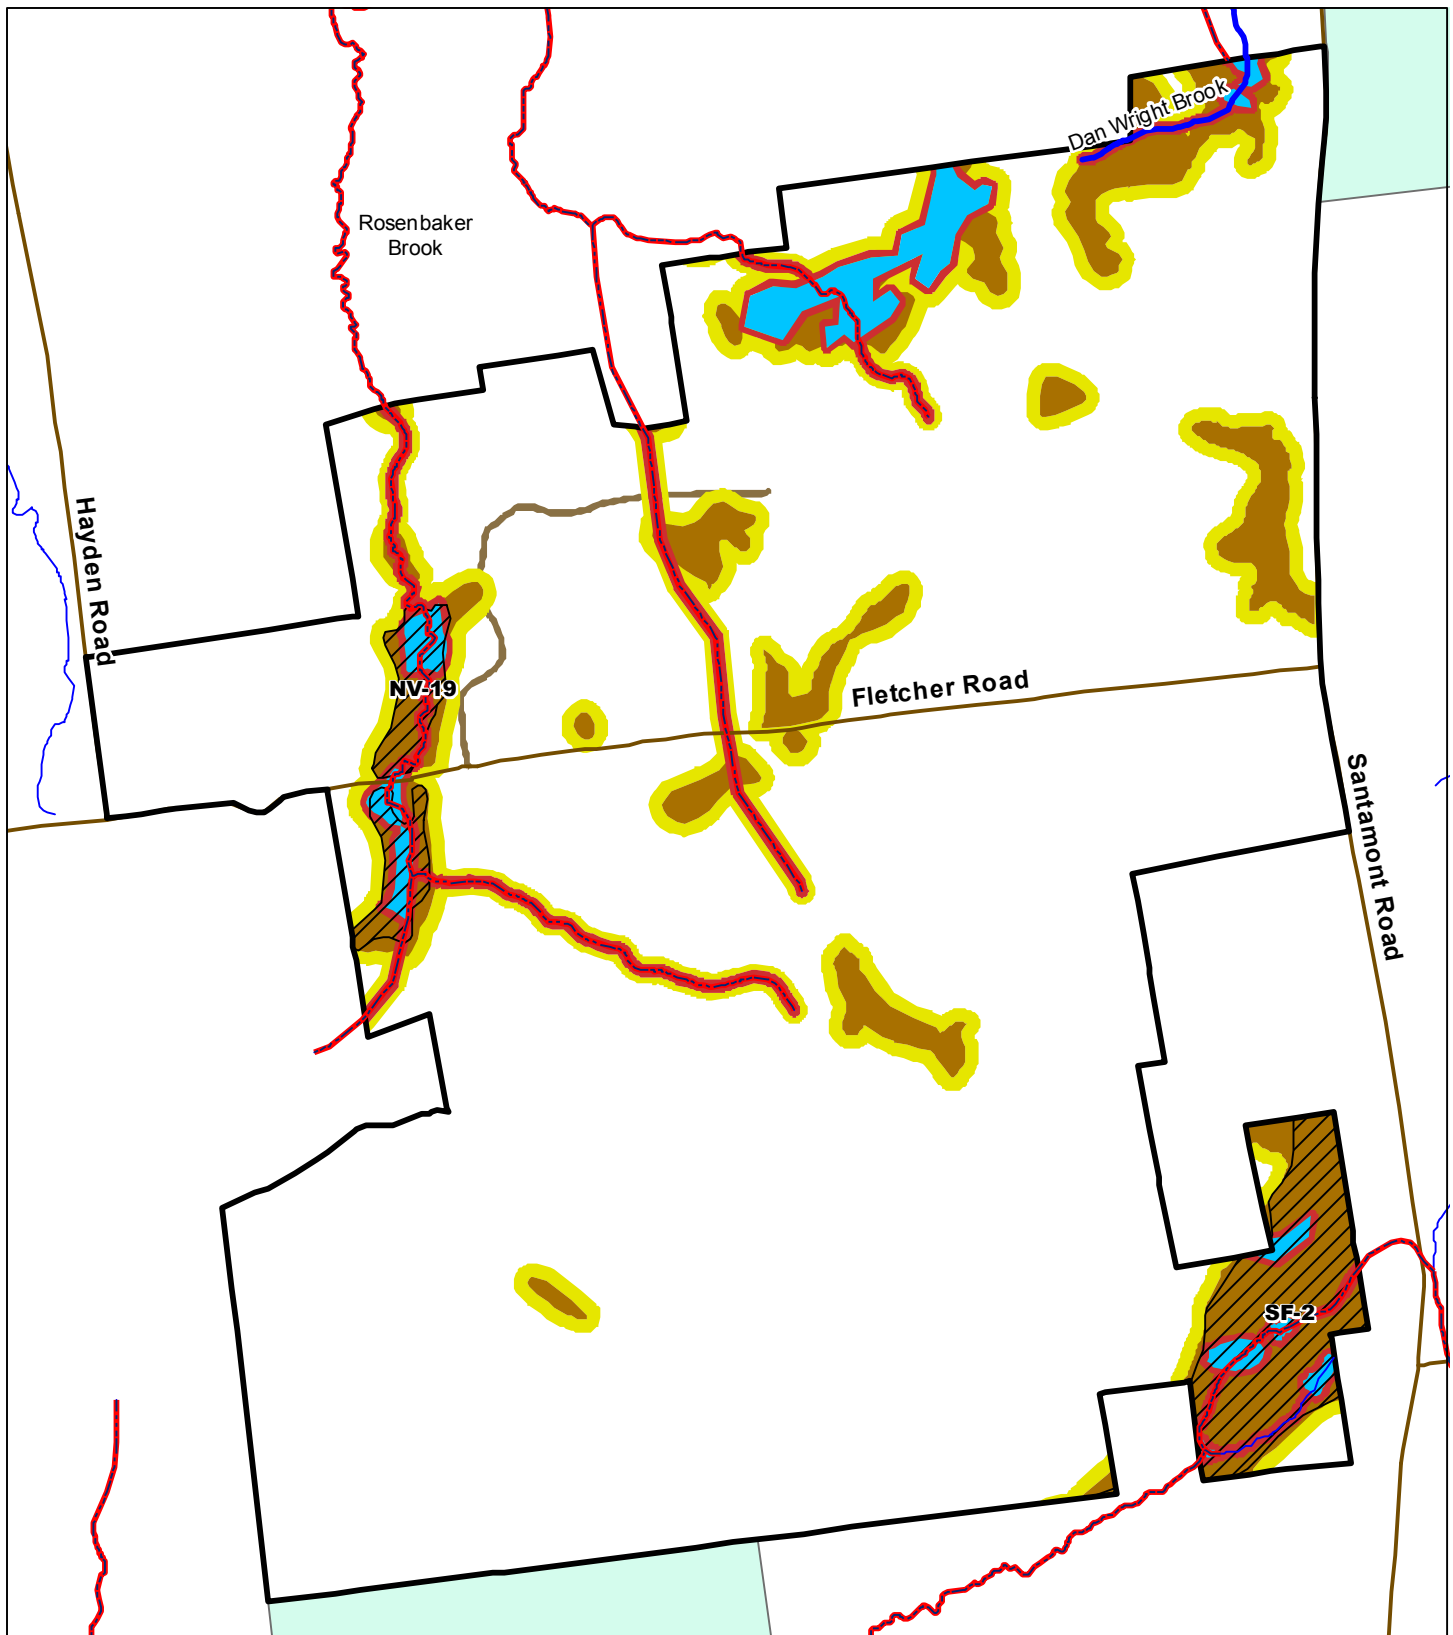 Dan Wright Brook
Rosenbaker
Brook
Hayden Road
NV-19
Fletcher Road
Santamont Road
SF-2